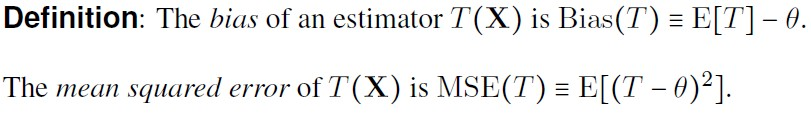 Definition: The bias of an estimator T(X) is Bias(T) ≡ E[T] – θ.
The mean squared error of T(X) is MSE(T) ≡ E[(T – θ)²].